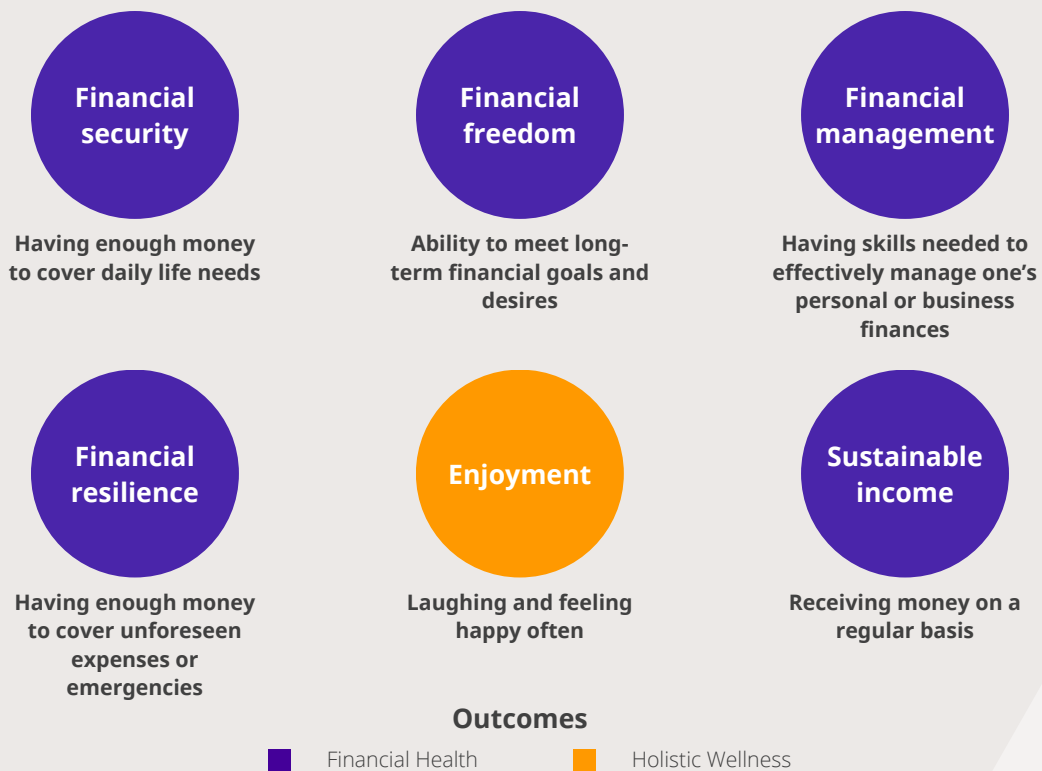 Financial
security
Financial
freedom
Financial
management
Having enough money
to cover daily life needs
Ability to meet long-
term financial goals and
desires
Having skills needed to
effectively manage one’s
personal or business
finances
Financial
resilience
Enjoyment
Sustainable
income
Having enough money
to cover unforeseen
expenses or
emergencies
Laughing and feeling
happy often
Receiving money on a
regular basis
Outcomes
Financial Health
Holistic Wellness